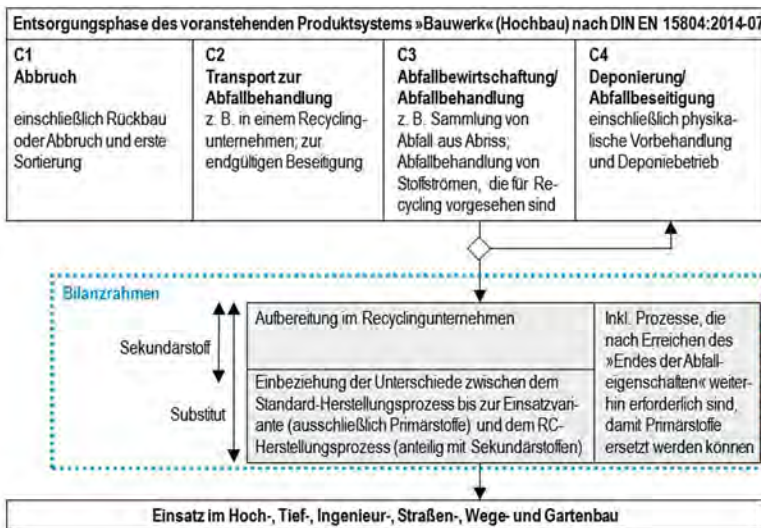 Entsorgungsphase des voranstehenden Produktsystems »Bauwerk« (Hochbau) nach DIN EN 15804:2014-07
C1
Abbruch
einschließlich Rückbau
oder Abbruch und erste
Sortierung
C2
Transport zur
Abfallbehandlung
z. B. in einem Recycling-
unternehmen; zur
endgültigen Beseitigung
C3
Abfallbewirtschaftung/
Abfallbehandlung
z. B. Sammlung von
Abfall aus Abriss;
Abfallbehandlung von
Stoffströmen, die für Re-
cycling vorgesehen sind
C4
Deponierung/
Abfallbeseitigung
einschließlich physika-
lische Vorbehandlung
und Deponiebetrieb
Bilanzrahmen
Sekundärstoff
Substitut
Aufbereitung im Recyclingunternehmen
Einbeziehung der Unterschiede zwischen dem
Standard-Herstellungsprozess bis zur Einsatzvari-
ante (ausschließlich Primärstoffe) und dem RC-
Herstellungsprozess (anteilig mit Sekundärstoffen)
Inkl. Prozesse, die
nach Erreichen des
»Endes der Abfall-
eigenschaften« weiter-
hin erforderlich sind,
damit Primärstoffe
ersetzt werden können
Einsatz im Hoch-, Tief-, Ingenieur-, Straßen-, Wege- und Gartenbau